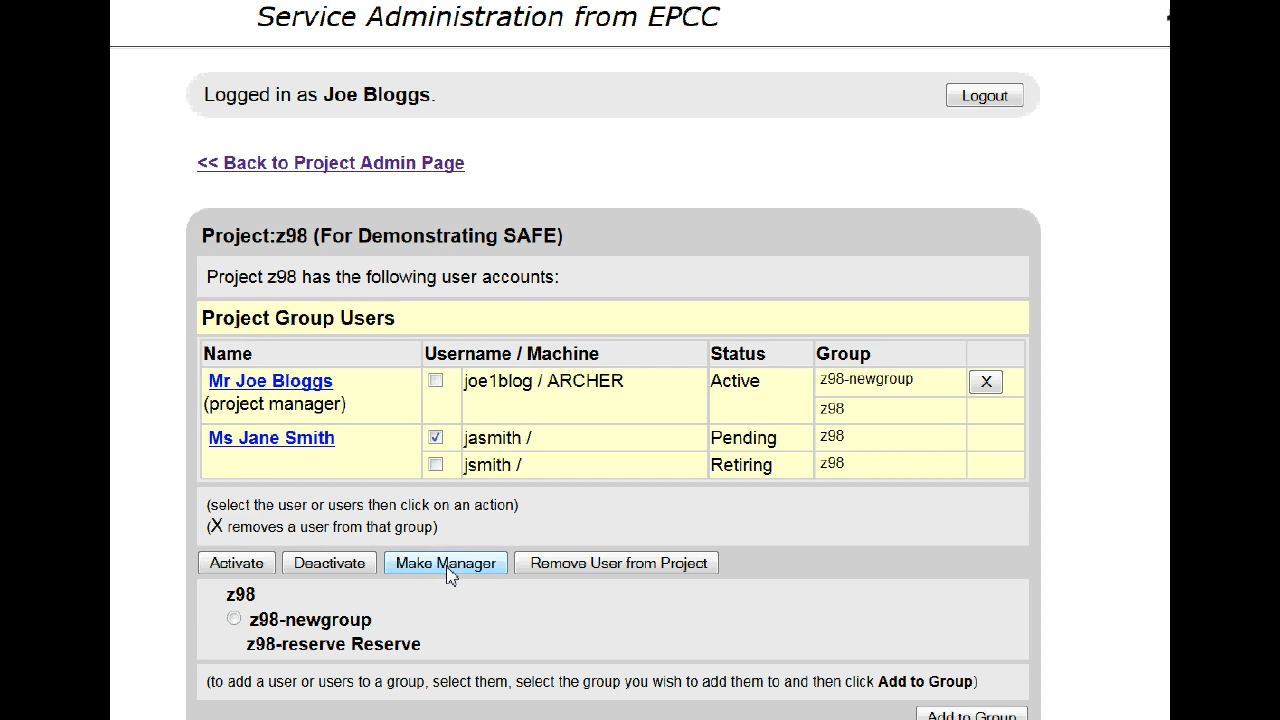 Service Administration from EPCC
Logged in as Joe Bloggs.
Logout
<< Back to Project Admin Page
Project:z98 (For Demonstrating SAFE)
Project z98 has the following user accounts:
Project Group Users
Name Username / Machine Status Group
Mr Joe Bloggs joe1blog / ARCHER Active z98-newgroup X
(project manager) z98
Ms Jane Smith jasmith / Pending z98
jsmith / Retiring z98
(select the user or users then click on an action)
(X removes a user from that group)
Activate Deactivate Make Manager Remove User from Project
z98
z98-newgroup
z98-reserve Reserve
(to add a user or users to a group, select them, select the group you wish to add them to and then click Add to Group)
Add to Group